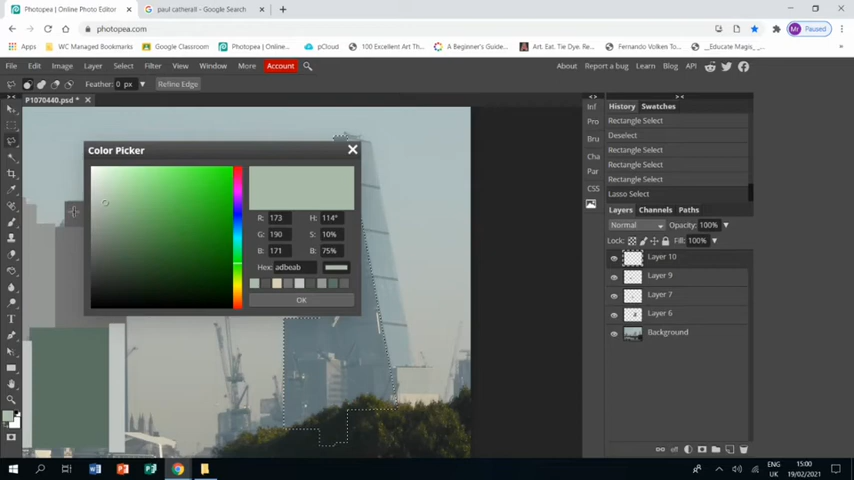 Photopea | Online Photo Editor
paul catherall - Google Search
photopea.com
Mr Paused
Apps WC Managed Bookmarks Google Classroom Photopea | Online... pCloud 100 Excellent Art Th... A Beginner's Guide... Art. Eat. Tie Dye. Re... Fernando Volken To... __Educate Magis_...
File Edit Image Layer Select Filter View Window More Account
About Report a bug Learn Blog API
Feather: 0 px Refine Edge
P1070440.psd *
Inf
Pro
Bru
Cha
Par
CSS
History Swatches
Rectangle Select
Deselect
Rectangle Select
Rectangle Select
Rectangle Select
Lasso Select
Layers Channels Paths
Normal Opacity: 100%
Lock: Fill: 100%
Layer 10
Layer 9
Layer 7
Layer 6
Background
Color Picker
R: 173 H: 114°
G: 190 S: 10%
B: 171 B: 75%
Hex: adbeab
OK
ENG
UK
15:00
19/02/2021